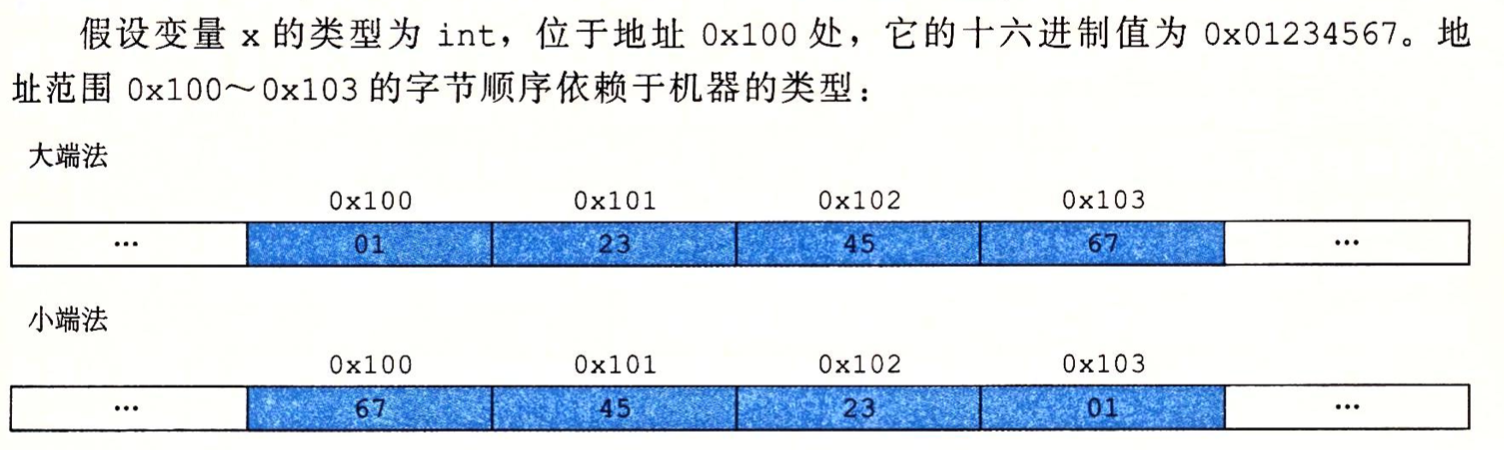 假设变量 x 的类型为 int，位于地址 0x100 处，它的十六进制值为 0x01234567。地
址范围 0x100～0x103 的字节顺序依赖于机器的类型：
大端法
0x100 0x101 0x102 0x103
… 01 23 45 67 …
小端法
0x100 0x101 0x102 0x103
… 67 45 23 01 …